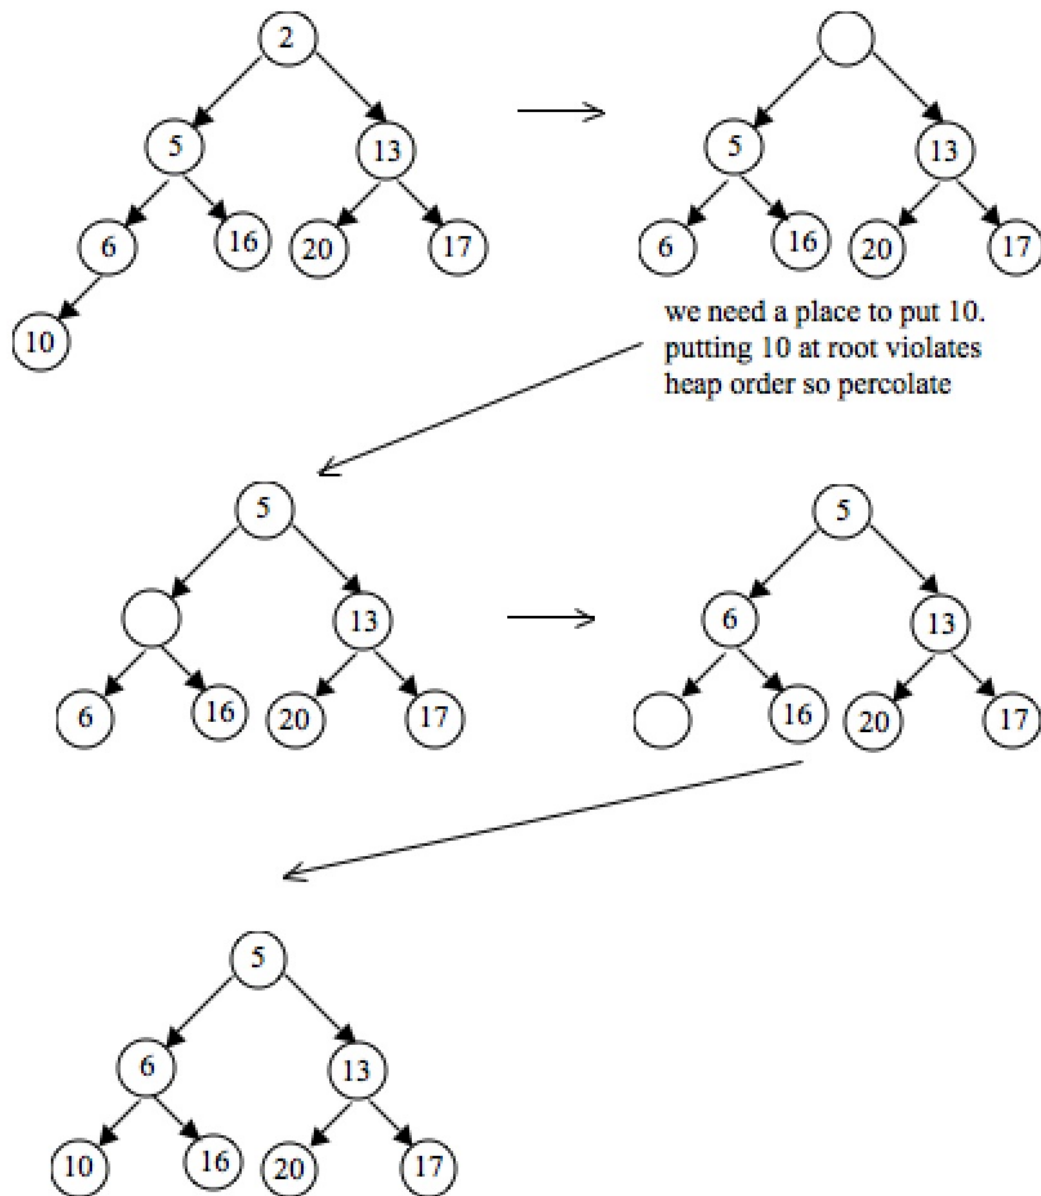 2
5 13
6 16 20 17
10
5 13
6 16 20 17
we need a place to put 10.
putting 10 at root violates
heap order so percolate
5
13
6 16 20 17
5
6 13
16 20 17
5
6 13
10 16 20 17